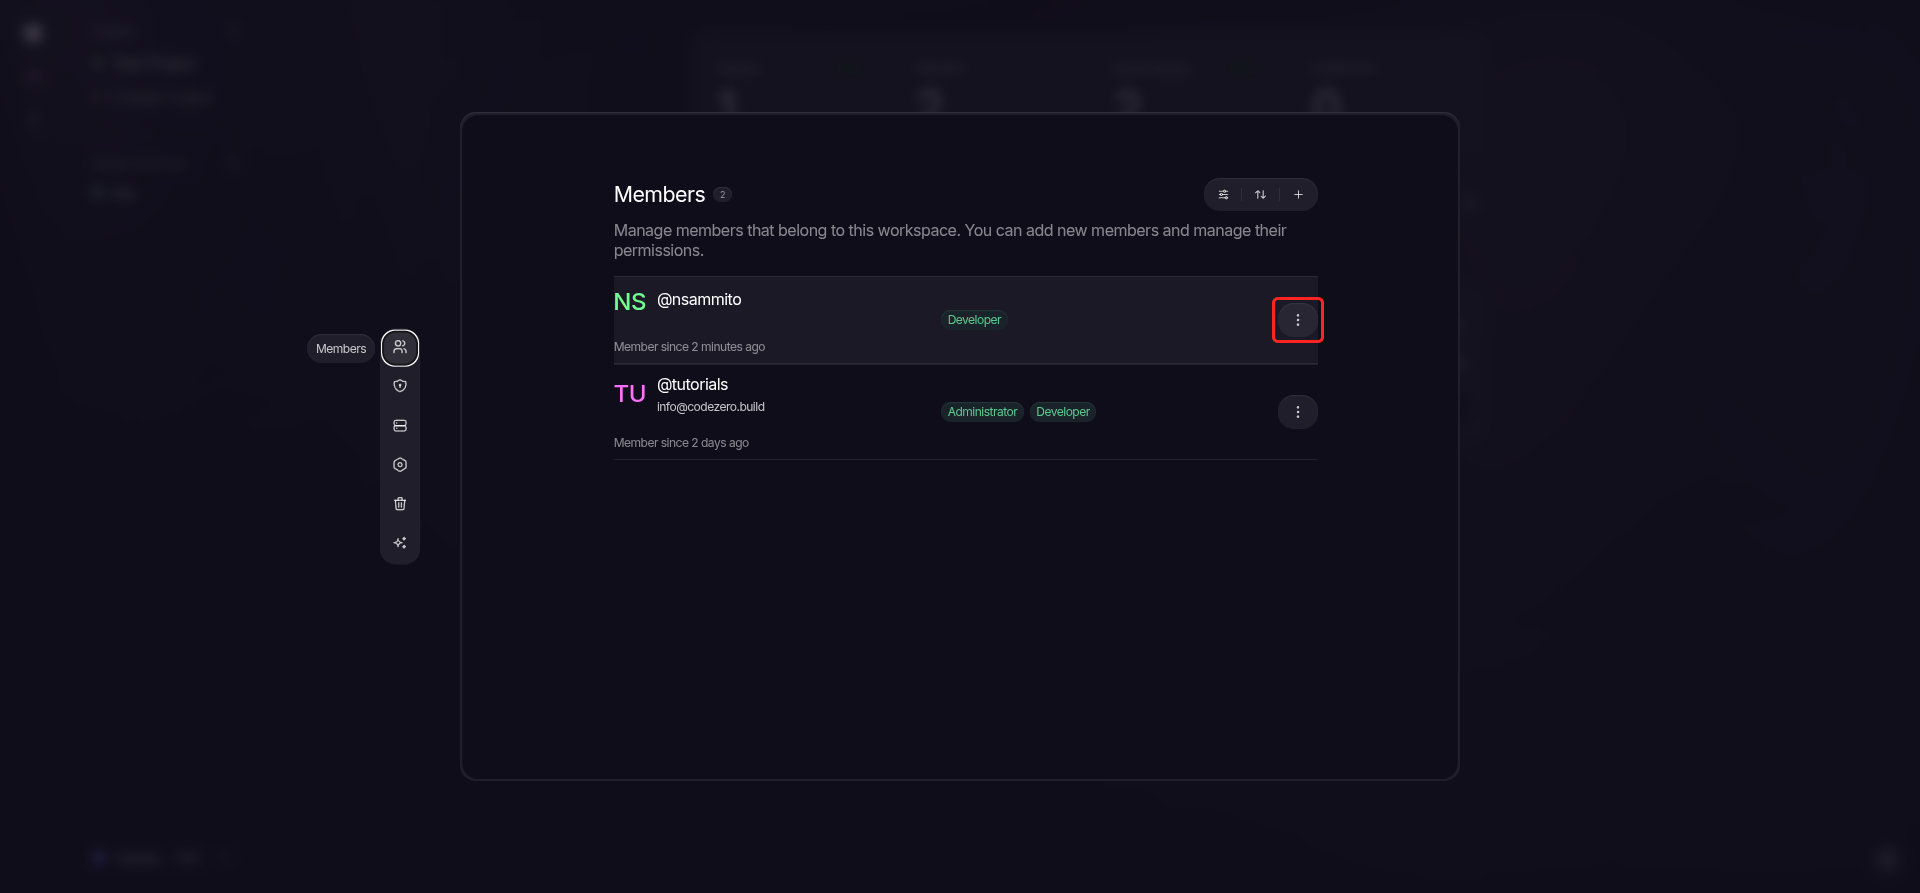 Members 2
Manage members that belong to this workspace. You can add new members and manage their
permissions.
NS @nsammito
Developer
Member since 2 minutes ago
Members
TU @tutorials
info@codezero.build
Administrator Developer
Member since 2 days ago